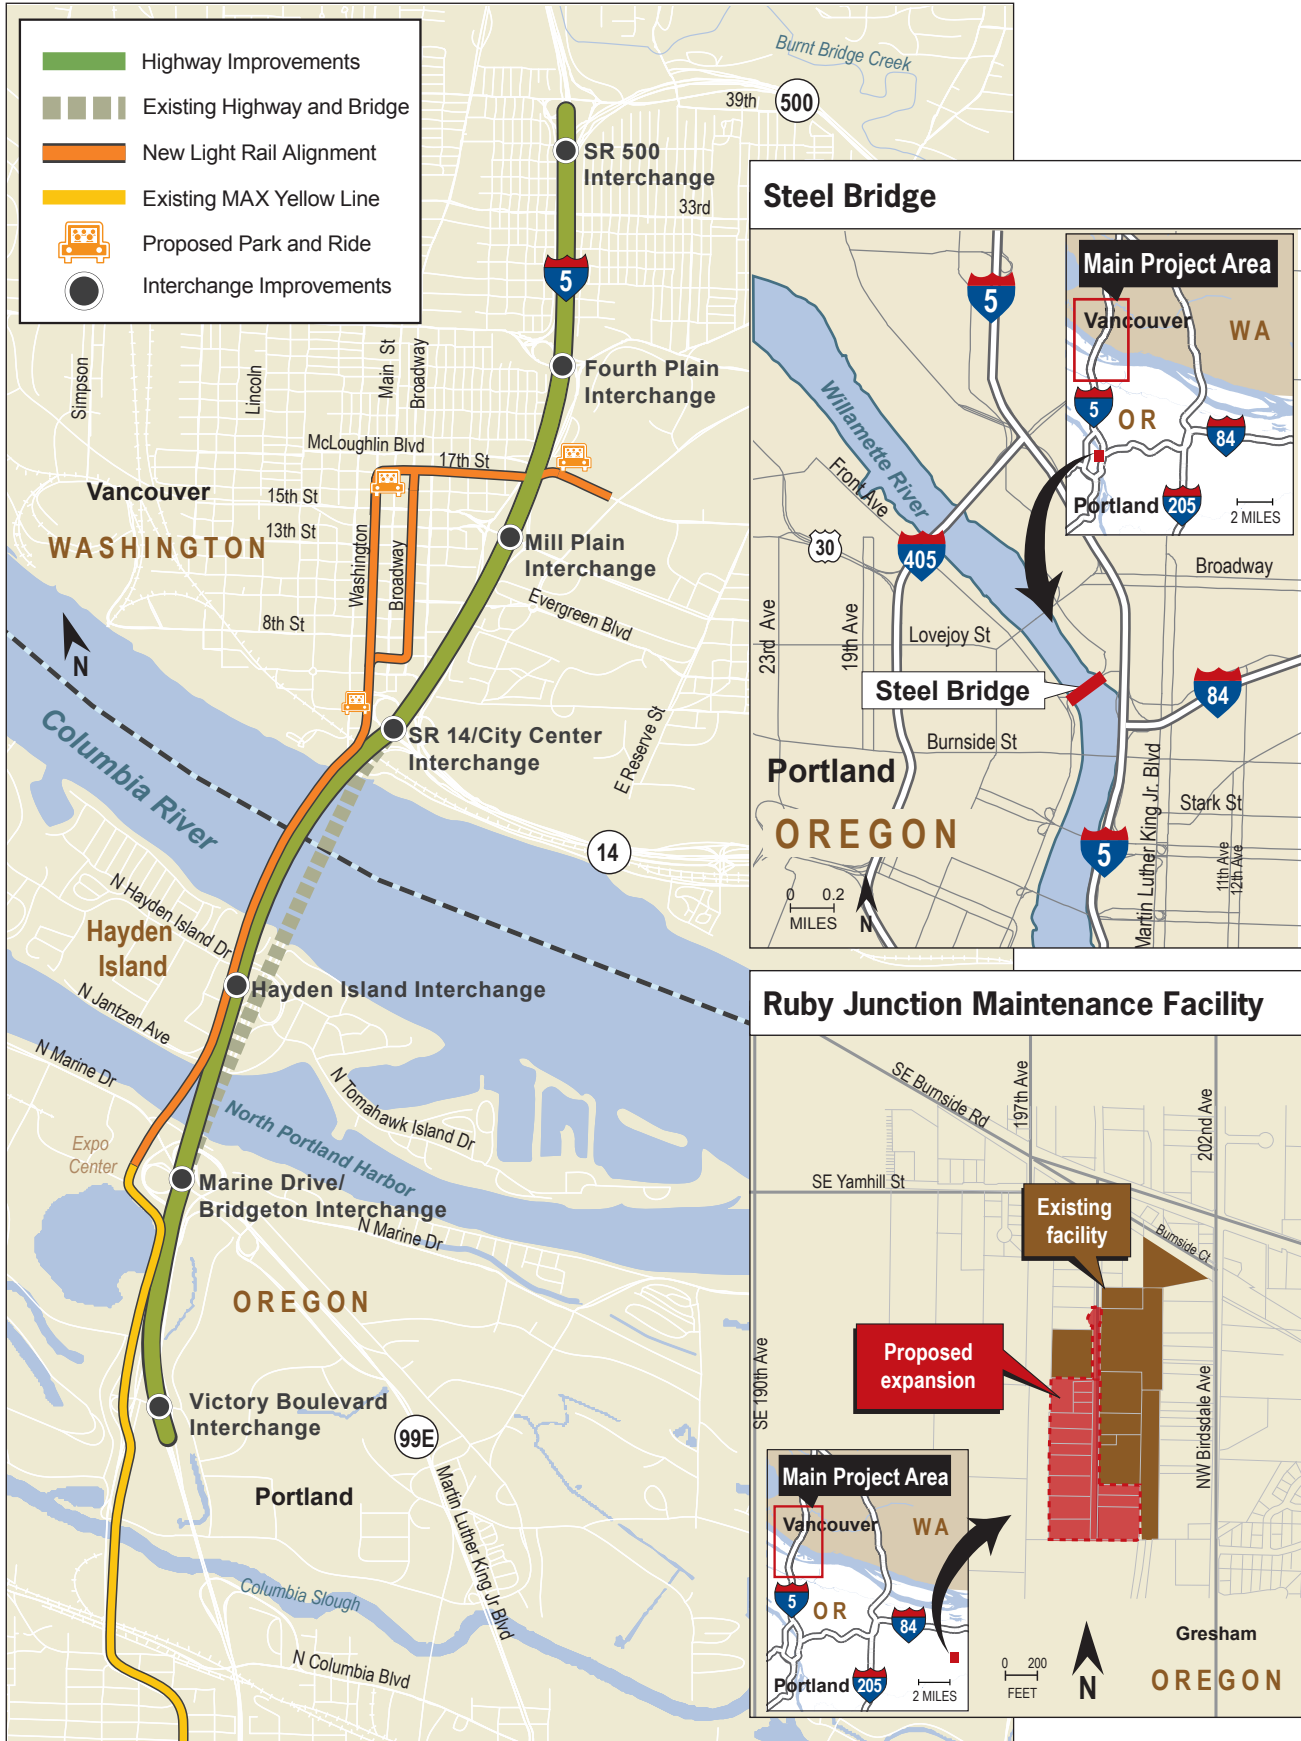 Highway Improvements
Existing Highway and Bridge
New Light Rail Alignment
Existing MAX Yellow Line
Proposed Park and Ride
Interchange Improvements
Burnt Bridge Creek
39th
500
SR 500
Interchange
33rd
5
Simpson
Lincoln
Main St
Broadway
Fourth Plain
Interchange
McLoughlin Blvd
17th St
Vancouver
15th St
13th St
WASHINGTON
Washington
Broadway
Mill Plain
Interchange
8th St
Evergreen Blvd
N
Columbia River
SR 14/City Center
Interchange
E Reserve St
14
N Hayden Island Dr
Hayden
Island
Hayden Island Interchange
N Jantzen Ave
N Marine Dr
N Tomahawk Island Dr
North Portland Harbor
Expo
Center
Marine Drive/
Bridgeton Interchange
N Marine Dr
OREGON
Victory Boulevard
Interchange
99E
Portland
Martin Luther King Jr Blvd
Columbia Slough
N Columbia Blvd
Steel Bridge
Main Project Area
Vancouver
WA
5
OR
84
Portland
205
2 MILES
5
Willamette River
Front Ave
30
405
Broadway
23rd Ave
19th Ave
Lovejoy St
Steel Bridge
84
Burnside St
Portland
Martin Luther King Jr. Blvd
Stark St
OREGON
5
11th Ave
12th Ave
0 0.2
MILES
N
Ruby Junction Maintenance Facility
SE Burnside Rd
197th Ave
202nd Ave
SE Yamhill St
Existing
facility
Burnside Ct
Proposed
expansion
SE 190th Ave
NW Birdsdale Ave
Main Project Area
Vancouver
WA
5
OR
84
Portland
205
2 MILES
0 200
FEET
N
Gresham
OREGON